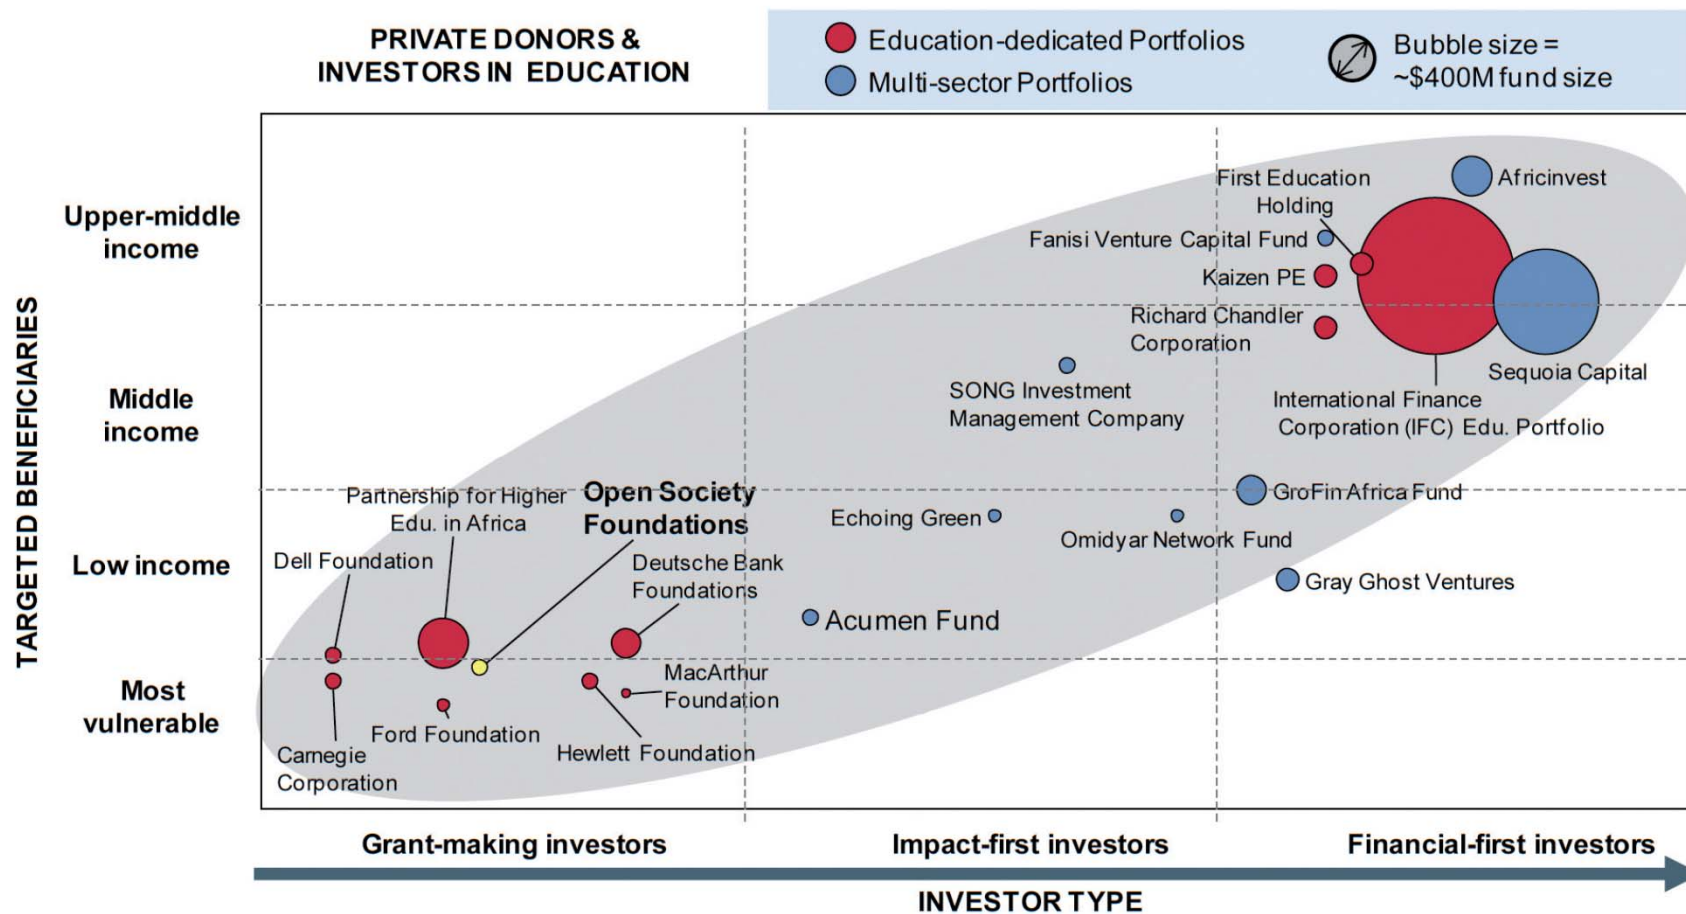 PRIVATE DONORS &
INVESTORS IN EDUCATION
Education-dedicated Portfolios
Multi-sector Portfolios
Bubble size =
~$400M fund size
TARGETED BENEFICIARIES
Upper-middle
income
Middle
income
Low income
Most
vulnerable
First Education
Holding
Africinvest
Fanisi Venture Capital Fund
Kaizen PE
Richard Chandler
Corporation
Sequoia Capital
SONG Investment
Management Company
International Finance
Corporation (IFC) Edu. Portfolio
Partnership for Higher
Edu. in Africa
Open Society
Foundations
Echoing Green
GroFin Africa Fund
Omidyar Network Fund
Dell Foundation
Deutsche Bank
Foundations
Gray Ghost Ventures
Acumen Fund
MacArthur
Foundation
Ford Foundation
Hewlett Foundation
Carnegie
Corporation
Grant-making investors
Impact-first investors
Financial-first investors
INVESTOR TYPE